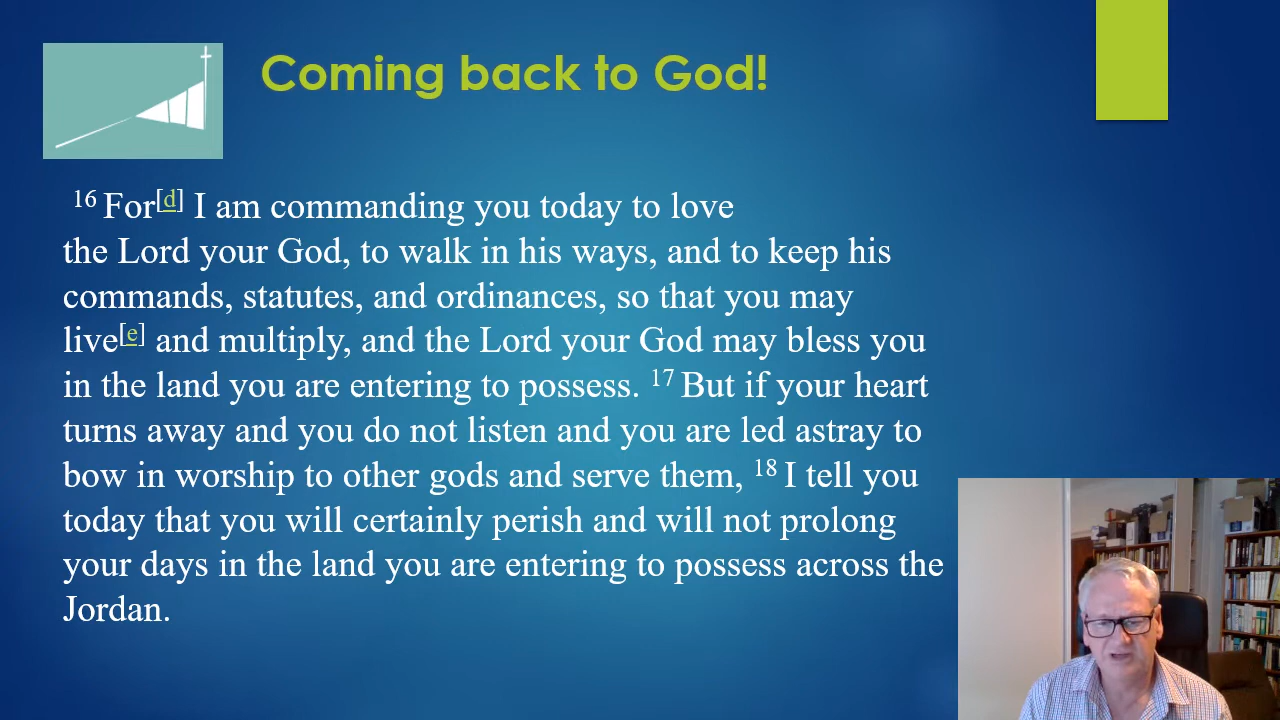 Coming back to God!
16 For[d] I am commanding you today to love
the Lord your God, to walk in his ways, and to keep his
commands, statutes, and ordinances, so that you may
live[e] and multiply, and the Lord your God may bless you
in the land you are entering to possess. 17 But if your heart
turns away and you do not listen and you are led astray to
bow in worship to other gods and serve them, 18 I tell you
today that you will certainly perish and will not prolong
your days in the land you are entering to possess across the
Jordan.